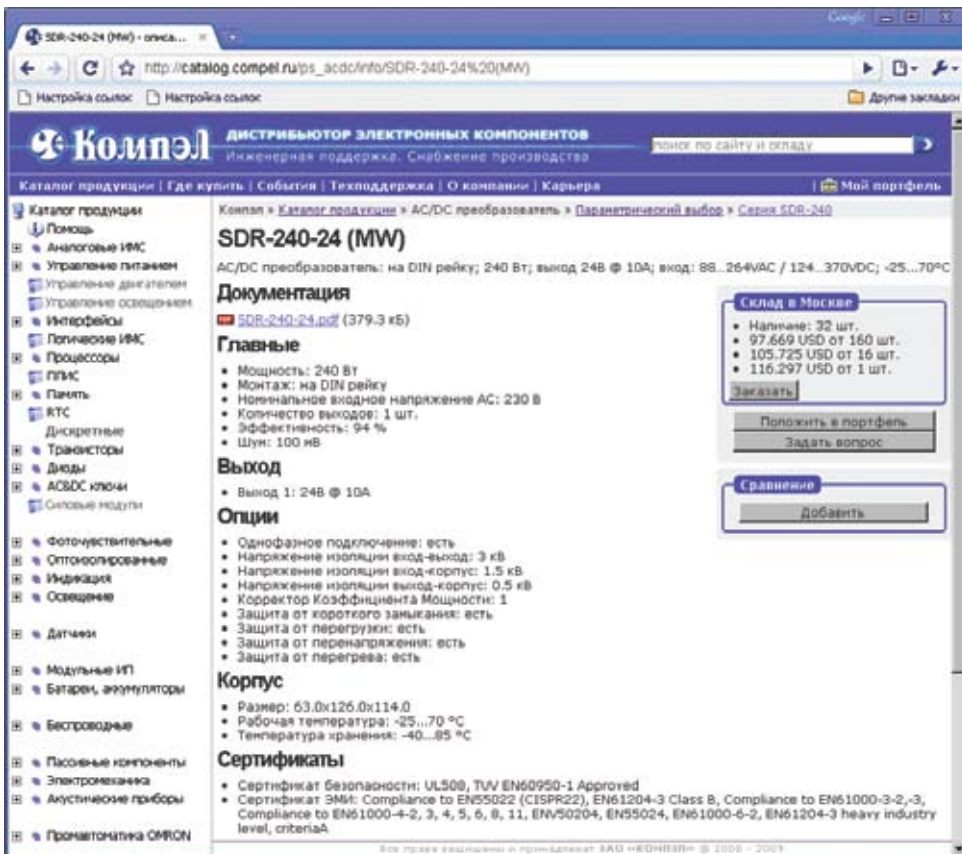 Google
SDR-240-24 (MW) - описа...
http://catalog.compel.ru/ps_acdc/info/SDR-240-24%20(MW)
Настройка ссылок Настройка ссылок Другие закладки
Компэл
ДИСТРИБЬЮТОР ЭЛЕКТРОННЫХ КОМПОНЕНТОВ
Инженерная поддержка. Снабжение производства
поиск по сайту и складу
Каталог продукции | Где купить | События | Техподдержка | О компании | Карьера | Мой портфель
Каталог продукции
Помощь
Аналоговые ИМС
Управление питанием
Управление двигателем
Управление освещением
Интерфейсы
Логические ИМС
Процессоры
ПЛИС
Память
RTC
Дискретные
Транзисторы
Диоды
AC&DC ключи
Силовые модули
Фоточувствительные
Оптоизолированные
Индикация
Освещение
Датчики
Модульные ИП
Батареи, аккумуляторы
Беспроводные
Пассивные компоненты
Электромеханика
Акустические приборы
Промавтоматика OMRON
Компэл » Каталог продукции » AC/DC преобразователь » Параметрический выбор » Серия SDR-240
SDR-240-24 (MW)
AC/DC преобразователь: на DIN рейку; 240 Вт; выход 24В @ 10А; вход: 88...264VAC / 124...370VDC; -25...70°C
Документация
SDR-240-24.pdf (379.3 кБ)
Главные
• Мощность: 240 Вт
• Монтаж: на DIN рейку
• Номинальное входное напряжение AC: 230 В
• Количество выходов: 1 шт.
• Эффективность: 94 %
• Шум: 100 мВ
Выход
• Выход 1: 24В @ 10А
Опции
• Однофазное подключение: есть
• Напряжение изоляции вход-выход: 3 кВ
• Напряжение изоляции вход-корпус: 1.5 кВ
• Напряжение изоляции выход-корпус: 0.5 кВ
• Корректор Коэффициента Мощности: 1
• Защита от короткого замыкания: есть
• Защита от перегрузки: есть
• Защита от перенапряжения: есть
• Защита от перегрева: есть
Корпус
• Размер: 63.0x126.0x114.0
• Рабочая температура: -25...70 °C
• Температура хранения: -40...85 °C
Сертификаты
• Сертификат безопасности: UL508, TUV EN60950-1 Approved
• Сертификат ЭМИ: Compliance to EN55022 (CISPR22), EN61204-3 Class B, Compliance to EN61000-3-2,-3,
Compliance to EN61000-4-2, 3, 4, 5, 6, 8, 11, ENV50204, EN55024, EN61000-6-2, EN61204-3 heavy industry
level, criteriaA
Склад в Москве
• Наличие: 32 шт.
• 97.669 USD от 160 шт.
• 105.725 USD от 16 шт.
• 116.297 USD от 1 шт.
Заказать
Положить в портфель
Задать вопрос
Сравнение
Добавить
Все права защищены и принадлежат ЗАО «КОМПЭЛ» © 2000 - 2009